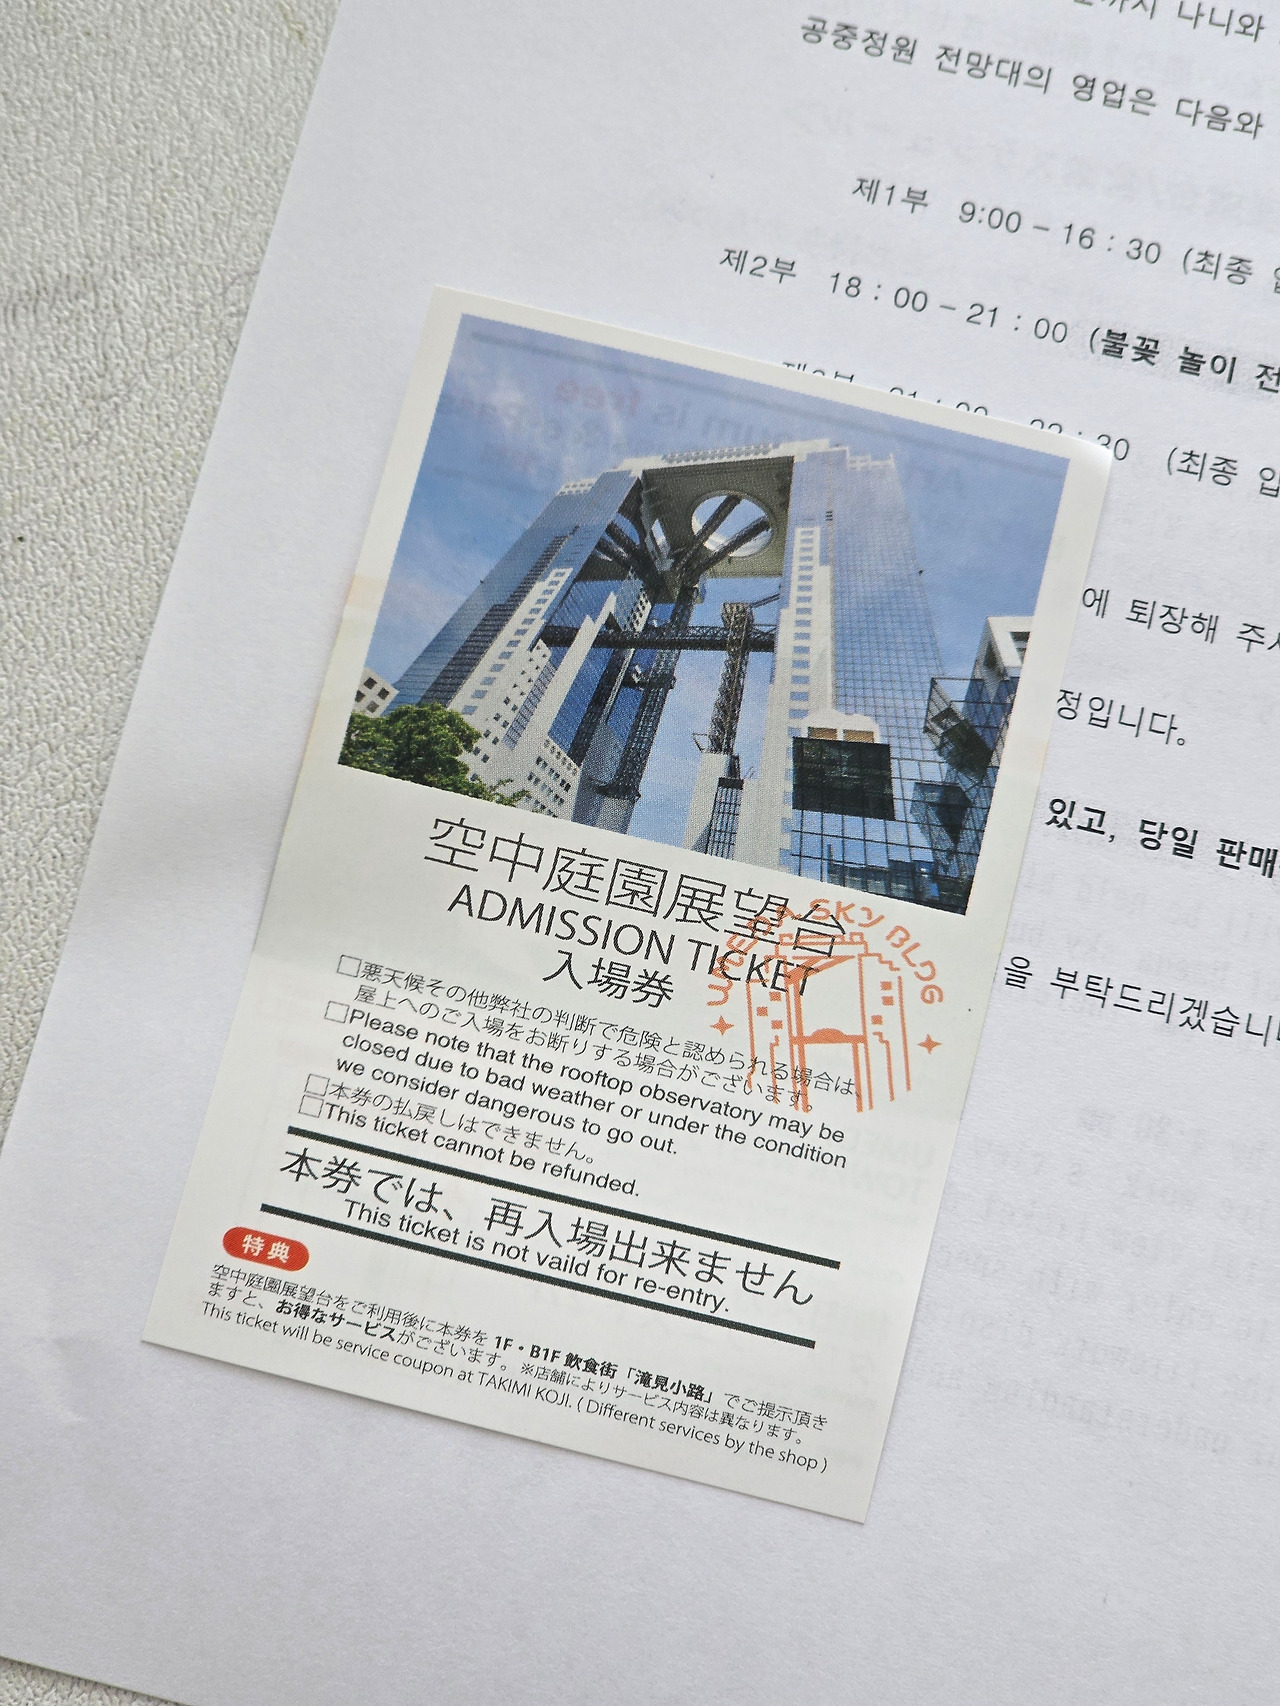 나니와
공중정원 전망대의 영업은 다음와
제1부 9:00 – 16 : 30 (최종
제2부 18 : 00 – 21 : 00 (불꽃 놀이 전
30 (최종 입
에 퇴장해
정입니다.
있고, 당일 판매
을 부탁드리겠습니
空中庭園展望台
ADMISSION TICKET
入場券
UMEDA SKY BLDG
□悪天候その他弊社の判断で危険と認められる場合は、
屋上へのご入場をお断りする場合がございます。
□Please note that the rooftop observatory may be
closed due to bad weather or under the condition
we consider dangerous to go out.
□本券の払戻しはできません。
□This ticket cannot be refunded.
本券では、再入場出来ません
This ticket is not vaild for re-entry.
特典
空中庭園展望台をご利用後に本券を 1F・B1F 飲食街「滝見小路」でご提示頂き
ますと、お得なサービスがございます。 ※店舗によりサービス内容は異なります。
This ticket will be service coupon at TAKIMI KOJI. ( Different services by the shop )